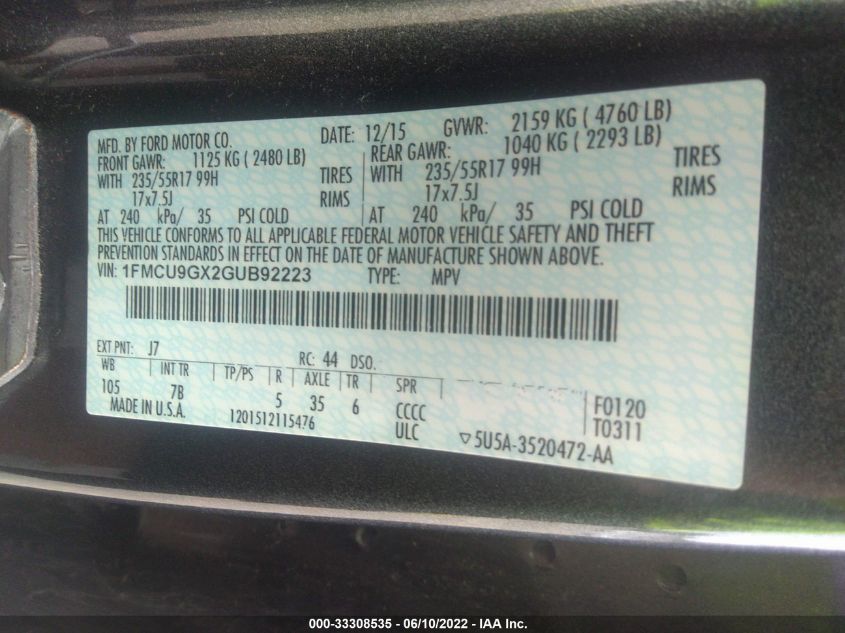 MFD. BY FORD MOTOR CO. DATE: 12/15 GVWR: 2159 KG ( 4760 LB)
FRONT GAWR: 1125 KG ( 2480 LB) REAR GAWR: 1040 KG ( 2293 LB)
WITH 235/55R17 99H TIRES WITH 235/55R17 99H TIRES
17x7.5J RIMS 17x7.5J RIMS
AT 240 kPa/ 35 PSI COLD AT 240 kPa/ 35 PSI COLD
THIS VEHICLE CONFORMS TO ALL APPLICABLE FEDERAL MOTOR VEHICLE SAFETY AND THEFT
PREVENTION STANDARDS IN EFFECT ON THE DATE OF MANUFACTURE SHOWN ABOVE.
VIN: 1FMCU9GX2GUB92223 TYPE: MPV
EXT PNT: J7 RC: 44 DSO:
WB INT TR TP/PS R AXLE TR SPR
105 7B 5 35 6 CCCC F0120
MADE IN U.S.A. 1201512115476 ULC ▽5U5A-3520472-AA T0311
000-33308535 - 06/10/2022 - IAA Inc.